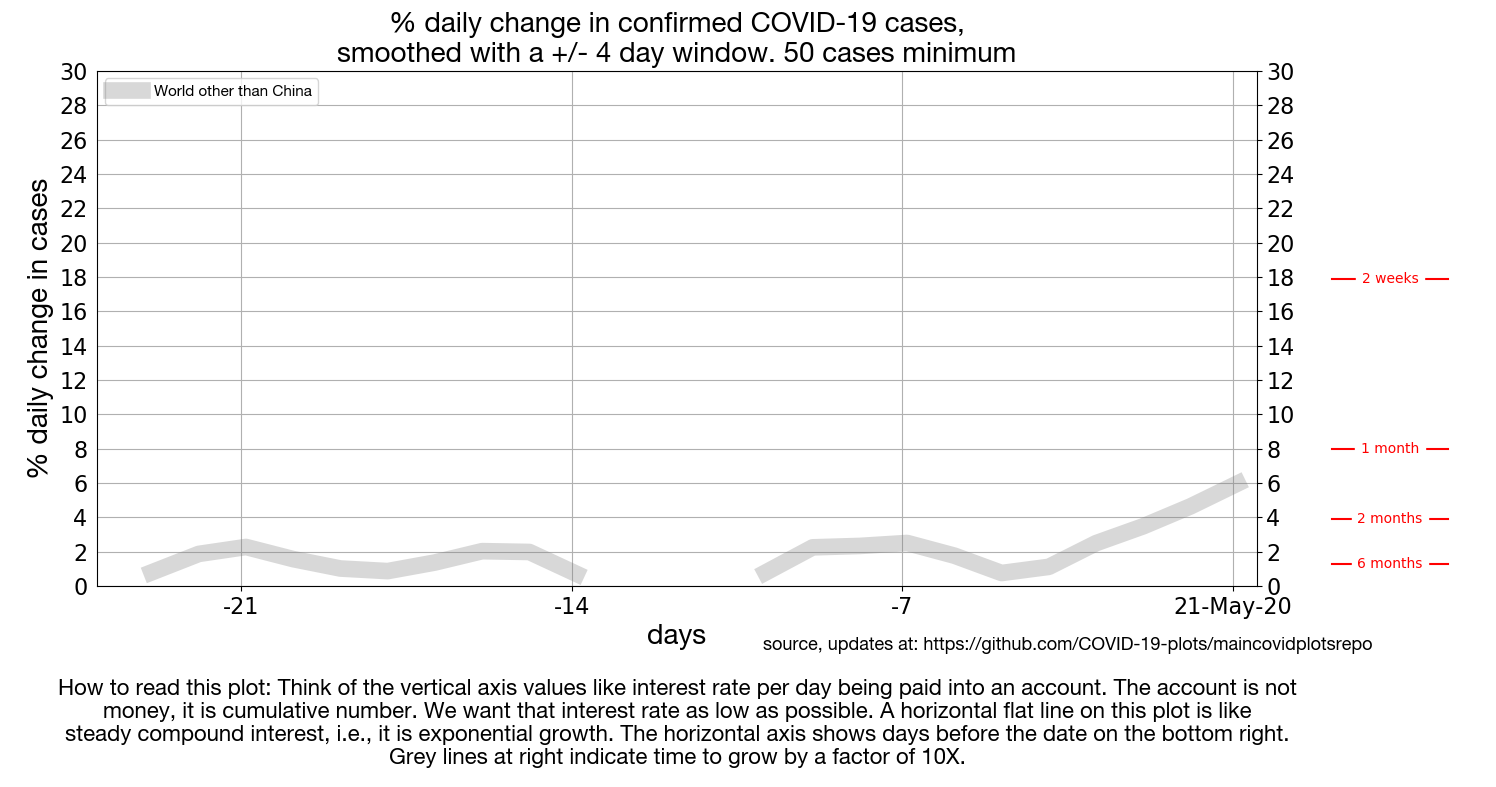 % daily change in confirmed COVID-19 cases,
smoothed with a +/- 4 day window. 50 cases minimum
World other than China
% daily change in cases
30
28
26
24
22
20
18
16
14
12
10
8
6
4
2
0
30
28
26
24
22
20
18
16
14
12
10
8
6
4
2
0
2 weeks
1 month
2 months
6 months
-21
-14
-7
21-May-20
days
source, updates at: https://github.com/COVID-19-plots/maincovidplotsrepo
How to read this plot: Think of the vertical axis values like interest rate per day being paid into an account. The account is not
money, it is cumulative number. We want that interest rate as low as possible. A horizontal flat line on this plot is like
steady compound interest, i.e., it is exponential growth. The horizontal axis shows days before the date on the bottom right.
Grey lines at right indicate time to grow by a factor of 10X.